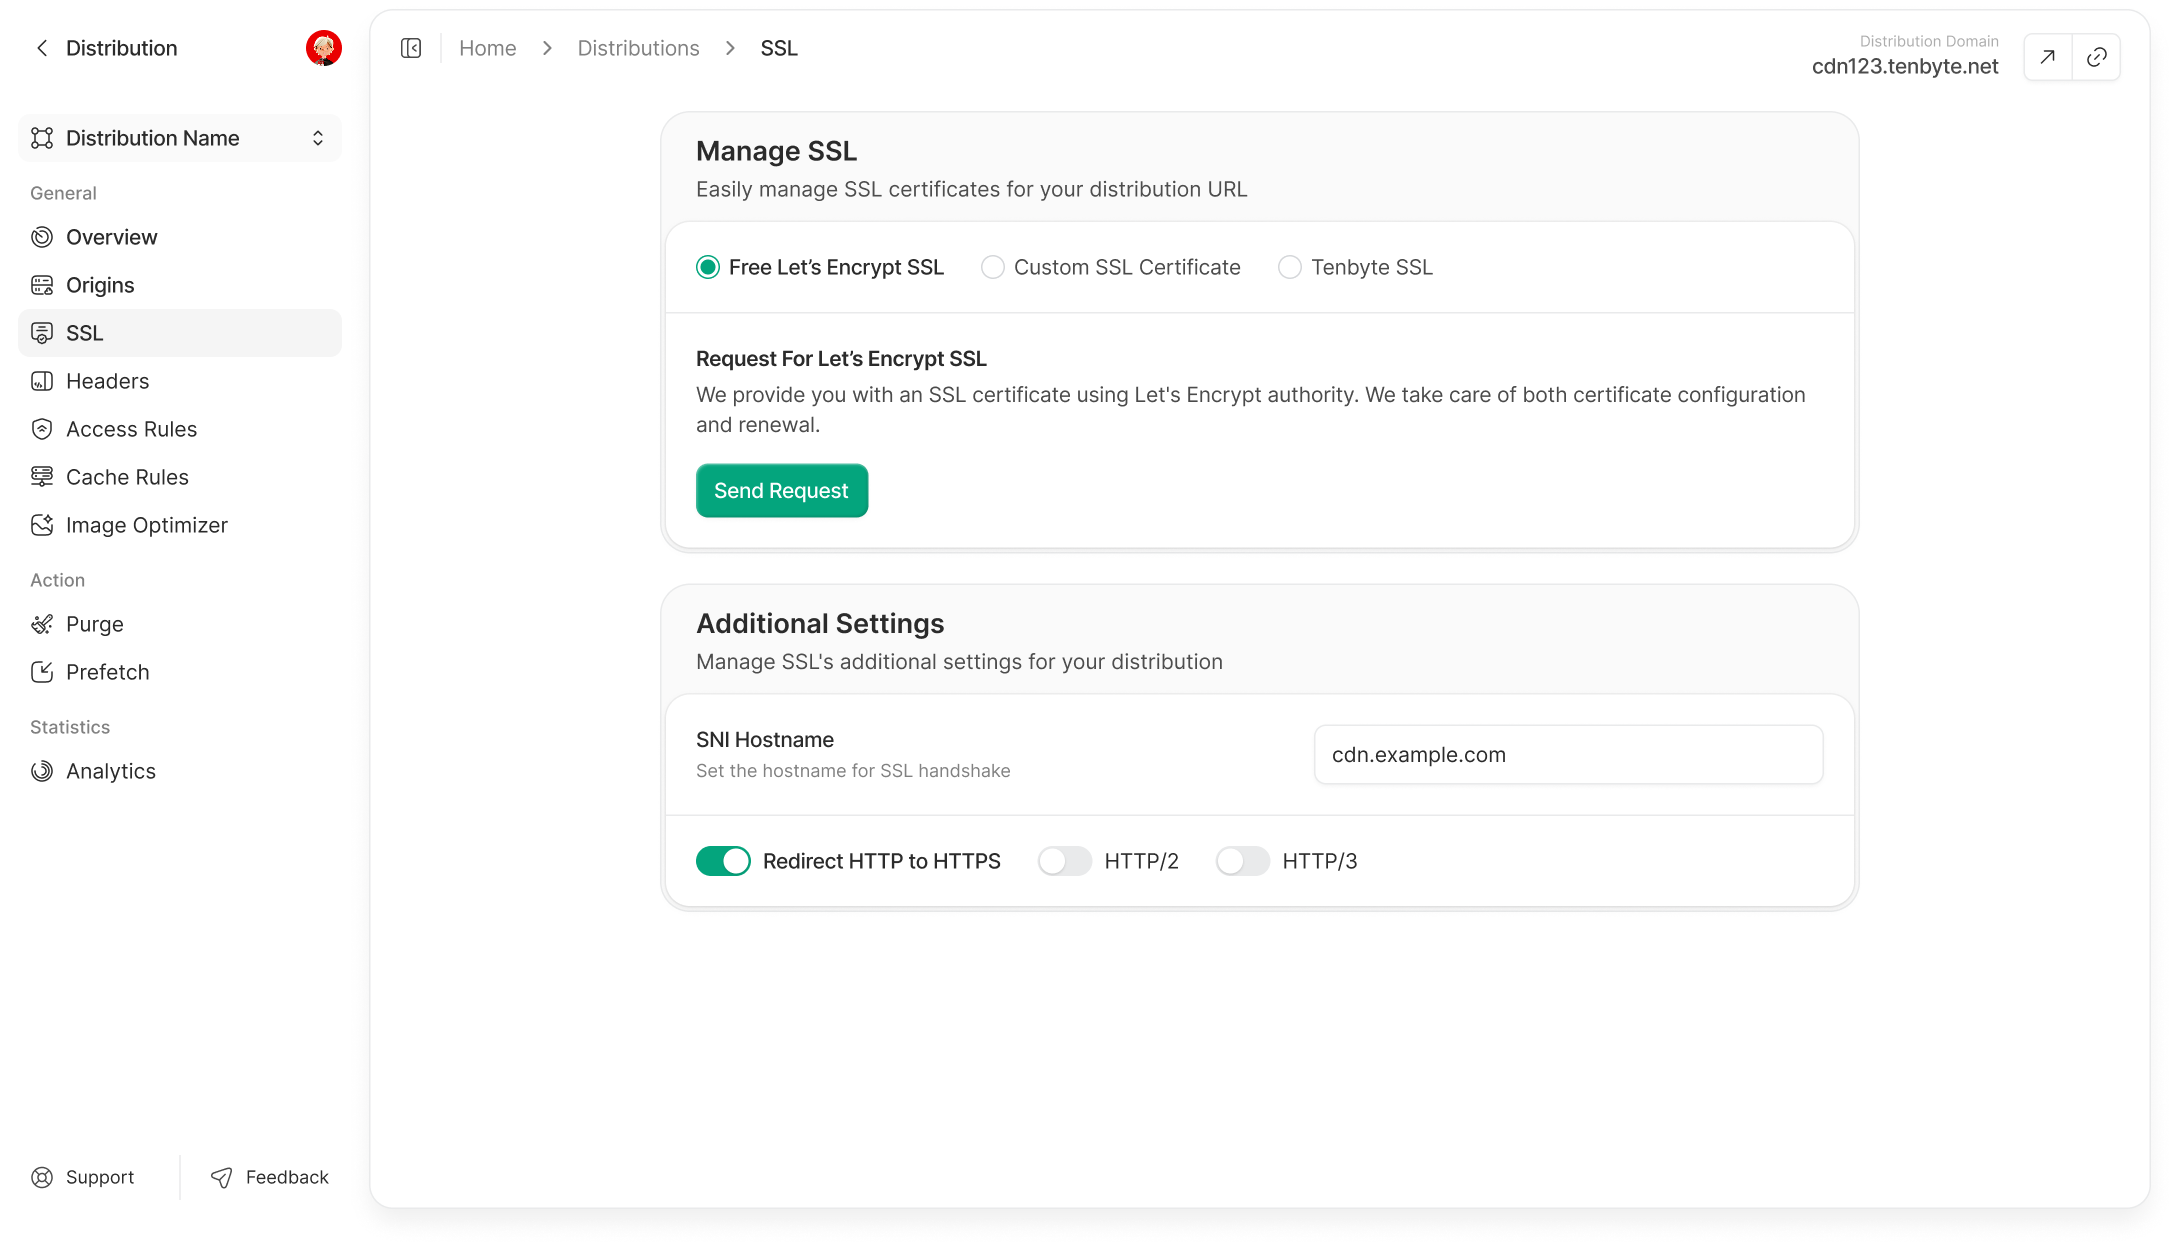 Distribution
Distribution Name
General
Overview
Origins
SSL
Headers
Access Rules
Cache Rules
Image Optimizer
Action
Purge
Prefetch
Statistics
Analytics
Support
Feedback
Home
Distributions
SSL
Distribution Domain
cdn123.tenbyte.net
Manage SSL
Easily manage SSL certificates for your distribution URL
Free Let’s Encrypt SSL
Custom SSL Certificate
Tenbyte SSL
Request For Let’s Encrypt SSL
We provide you with an SSL certificate using Let's Encrypt authority. We take care of both certificate configuration
and renewal.
Send Request
Additional Settings
Manage SSL's additional settings for your distribution
SNI Hostname
Set the hostname for SSL handshake
cdn.example.com
Redirect HTTP to HTTPS
HTTP/2
HTTP/3